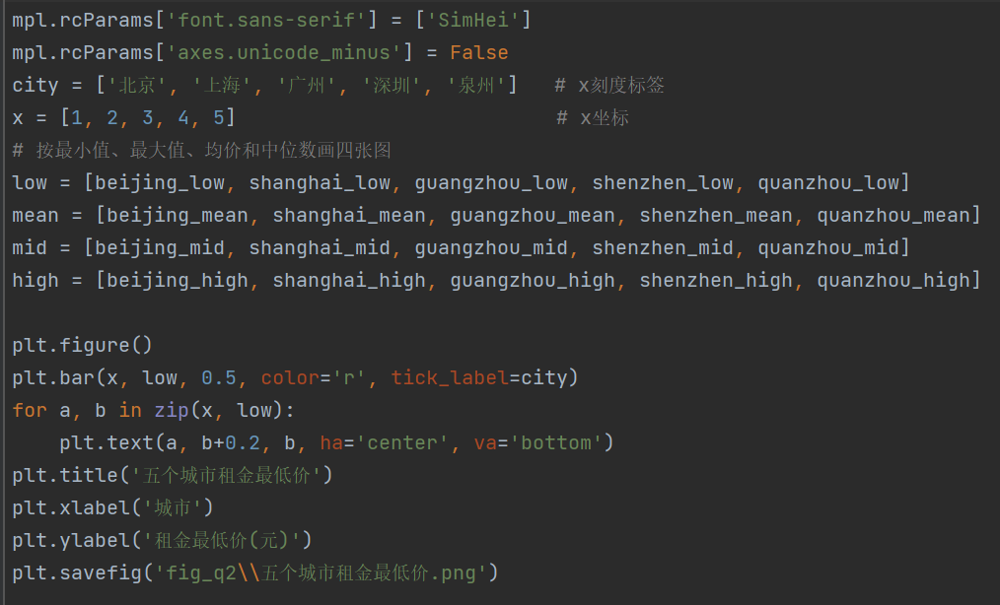 mpl.rcParams['font.sans-serif'] = ['SimHei']
mpl.rcParams['axes.unicode_minus'] = False
city = ['北京', '上海', '广州', '深圳', '泉州']   # x刻度标签
x = [1, 2, 3, 4, 5]                           # x坐标
# 按最小值、最大值、均价和中位数画四张图
low = [beijing_low, shanghai_low, guangzhou_low, shenzhen_low, quanzhou_low]
mean = [beijing_mean, shanghai_mean, guangzhou_mean, shenzhen_mean, quanzhou_mean]
mid = [beijing_mid, shanghai_mid, guangzhou_mid, shenzhen_mid, quanzhou_mid]
high = [beijing_high, shanghai_high, guangzhou_high, shenzhen_high, quanzhou_high]

plt.figure()
plt.bar(x, low, 0.5, color='r', tick_label=city)
for a, b in zip(x, low):
    plt.text(a, b+0.2, b, ha='center', va='bottom')
plt.title('五个城市租金最低价')
plt.xlabel('城市')
plt.ylabel('租金最低价(元)')
plt.savefig('fig_q2\\五个城市租金最低价.png')